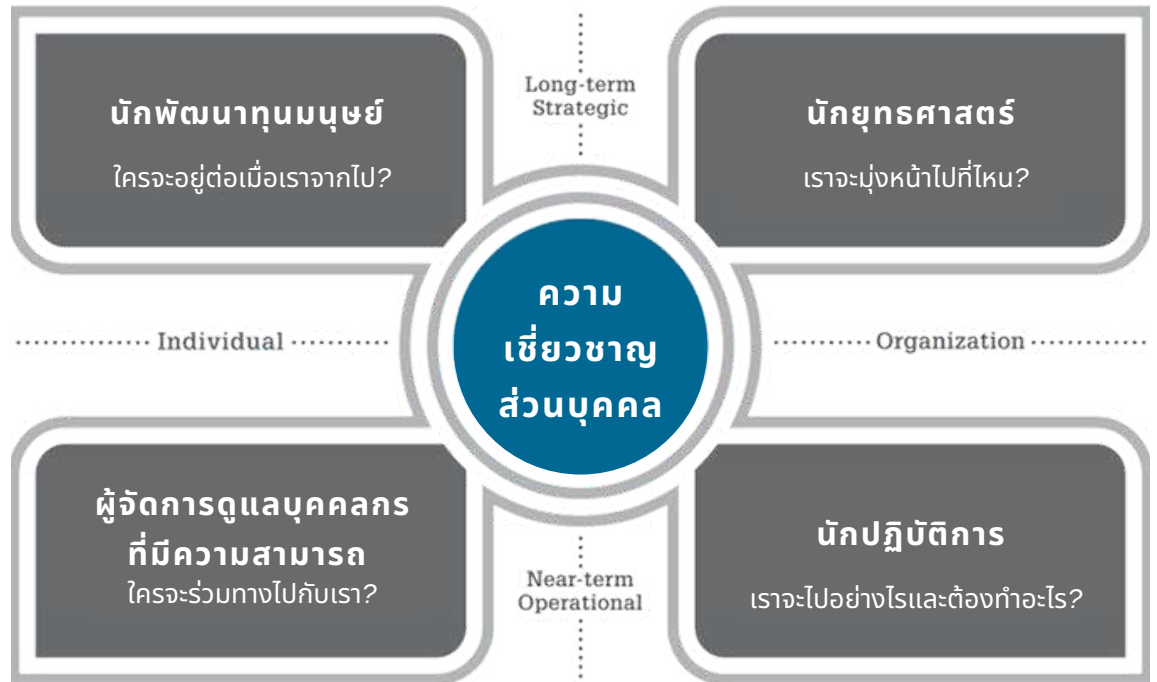 นักพัฒนาทุนมนุษย์
ใครจะอยู่ต่อเมื่อเราจากไป?
Long-term
Strategic
นักยุทธศาสตร์
เราจะมุ่งหน้าไปที่ไหน?
ความ
เชี่ยวชาญ
ส่วนบุคคล
Individual
Organization
ผู้จัดการดูแลบุคคลกร
ที่มีความสามารถ
ใครจะร่วมทางไปกับเรา?
Near-term
Operational
นักปฏิบัติการ
เราจะไปอย่างไรและต้องทำอะไร?